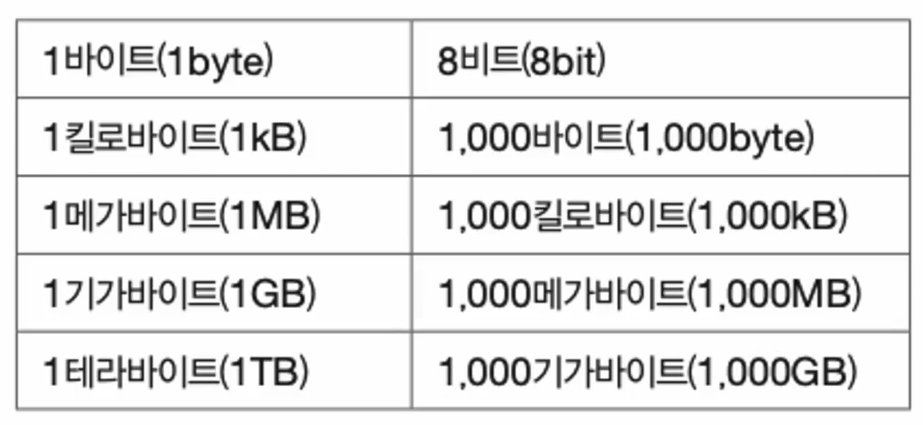 1바이트(1byte) 8비트(8bit)
1킬로바이트(1kB) 1,000바이트(1,000byte)
1메가바이트(1MB) 1,000킬로바이트(1,000kB)
1기가바이트(1GB) 1,000메가바이트(1,000MB)
1테라바이트(1TB) 1,000기가바이트(1,000GB)